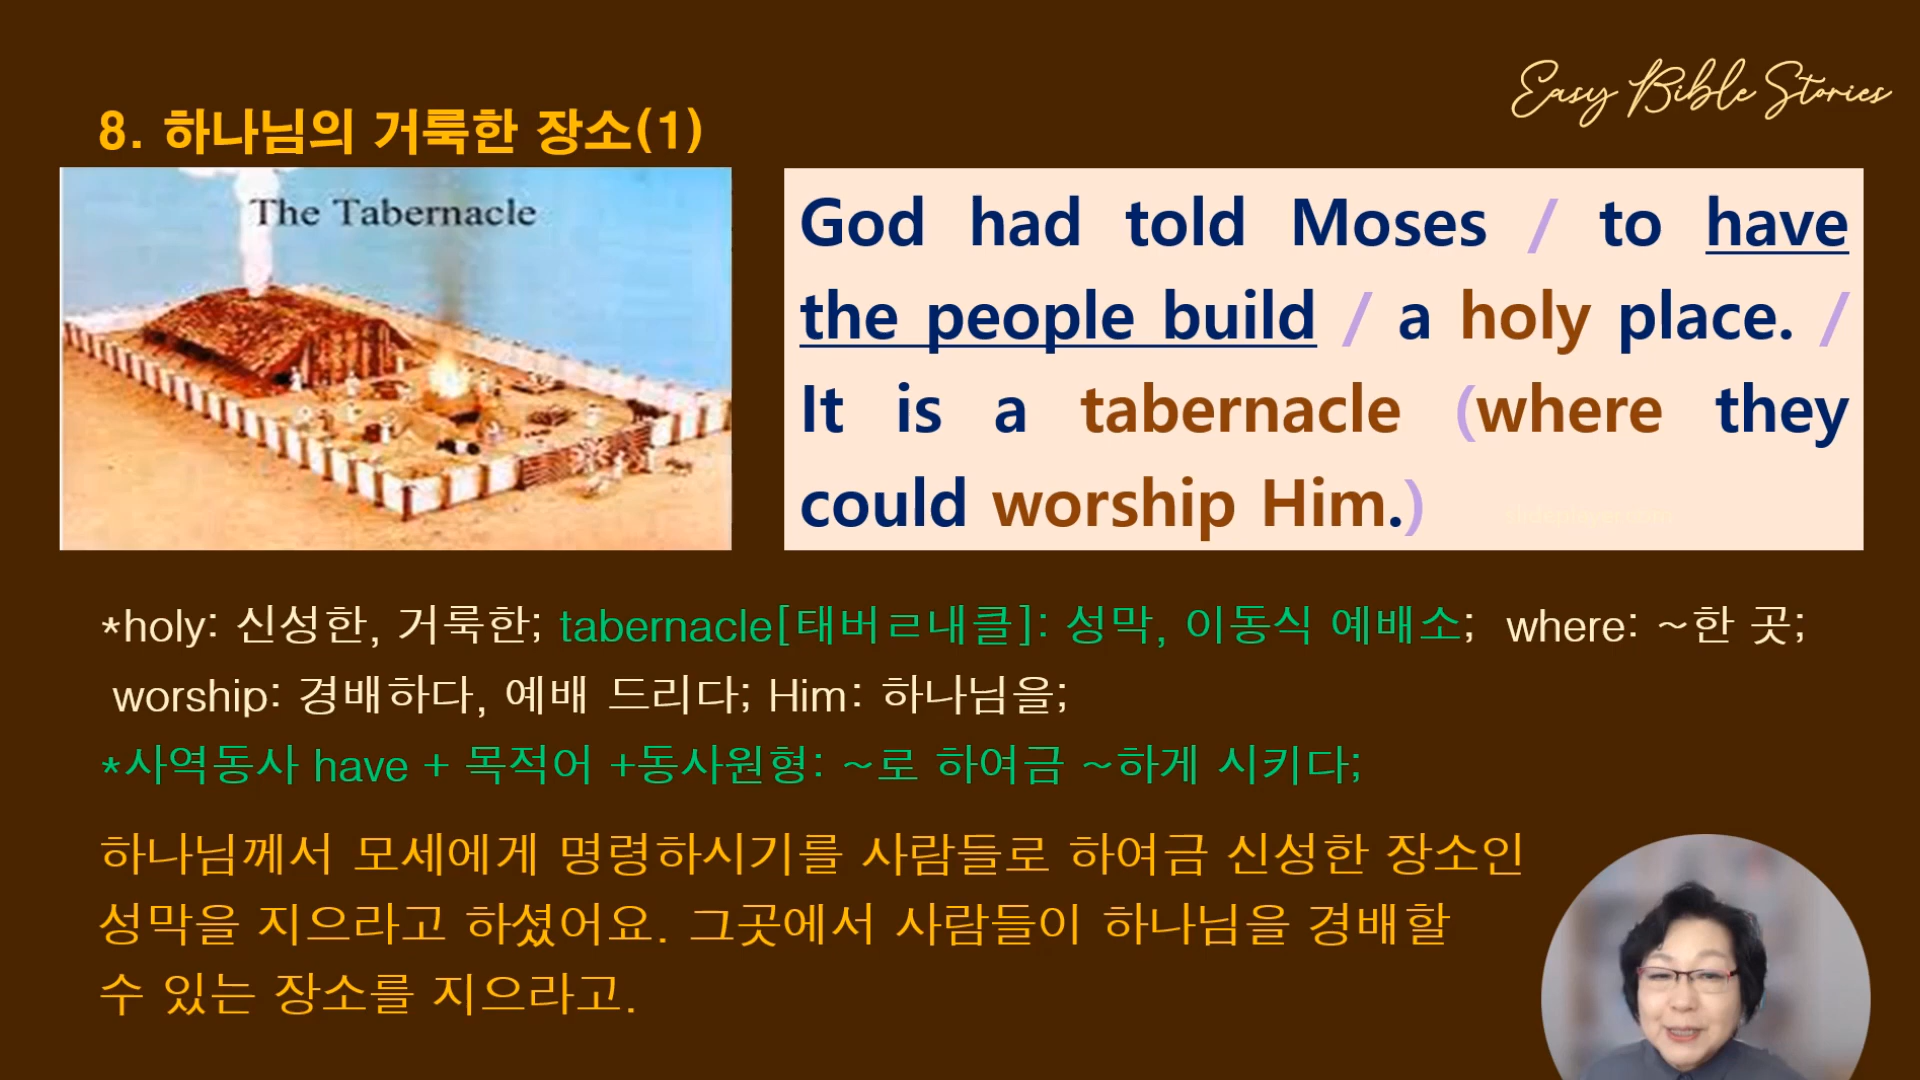 Easy Bible Stories
8. 하나님의 거룩한 장소(1)
The Tabernacle
God had told Moses / to have
the people build / a holy place. /
It is a tabernacle (where they
could worship Him.)
*holy: 신성한, 거룩한; tabernacle[태버ㄹ내클]: 성막, 이동식 예배소; where: ~한 곳;
worship: 경배하다, 예배 드리다; Him: 하나님을;
*사역동사 have + 목적어 +동사원형: ~로 하여금 ~하게 시키다;
하나님께서 모세에게 명령하시기를 사람들로 하여금 신성한 장소인
성막을 지으라고 하셨어요. 그곳에서 사람들이 하나님을 경배할
수 있는 장소를 지으라고.